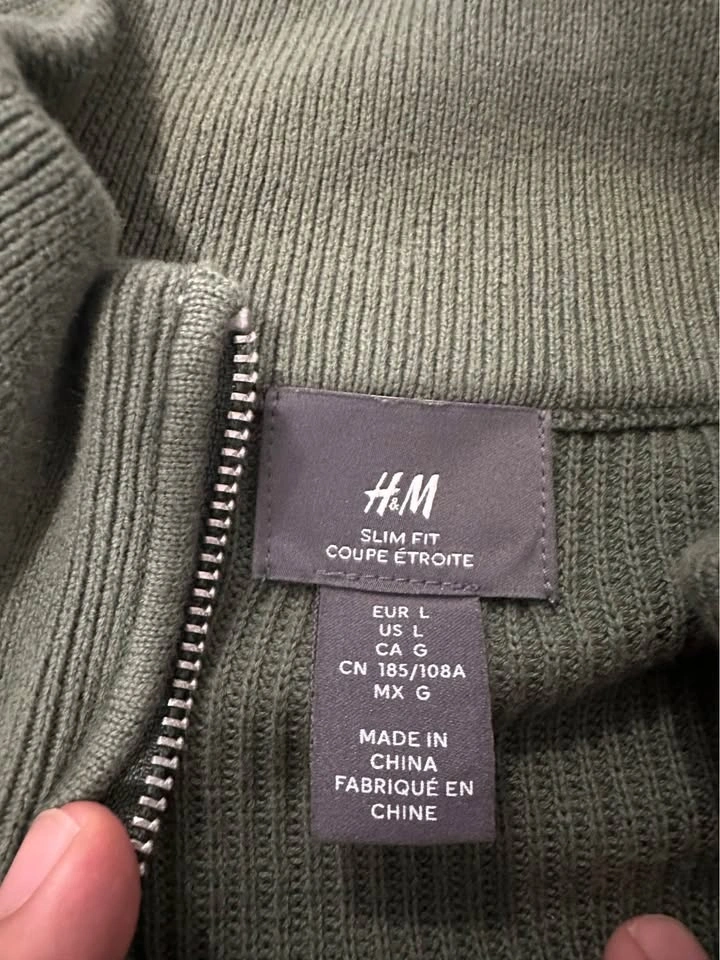 H&M
SLIM FIT
COUPE ÉTROITE
EUR L
US L
CA G
CN 185/108A
MX G
MADE IN
CHINA
FABRIQUÉ EN
CHINE